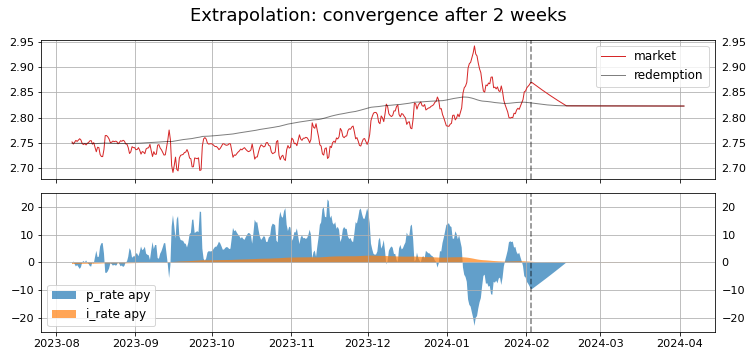 Extrapolation: convergence after 2 weeks
2.95 2.95
2.90 2.90
2.85 2.85
2.80 2.80
2.75 2.75
2.70 2.70
market
redemption
20 20
10 10
0 0
−10 −10
−20 −20
p_rate apy
i_rate apy
2023-08 2023-09 2023-10 2023-11 2023-12 2024-01 2024-02 2024-03 2024-04